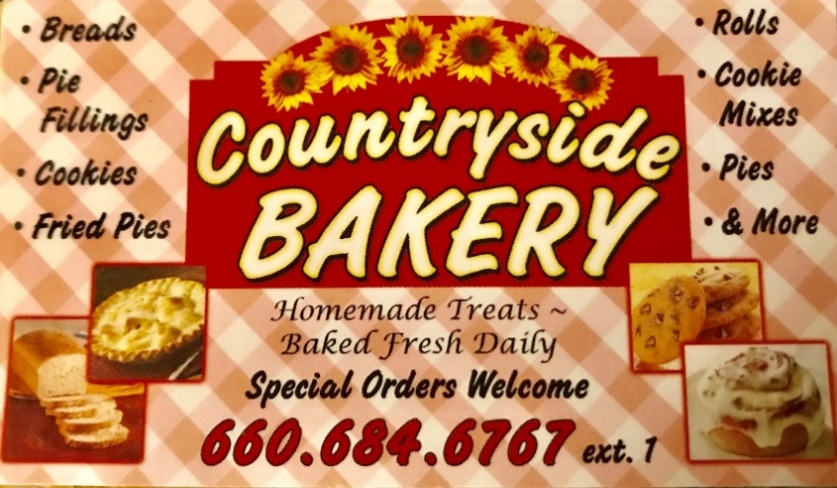 • Breads
• Pie
Fillings
• Cookies
• Fried Pies
Countryside
BAKERY
• Rolls
• Cookie
Mixes
• Pies
• & More
Homemade Treats ~
Baked Fresh Daily
Special Orders Welcome
660.684.6767 ext. 1